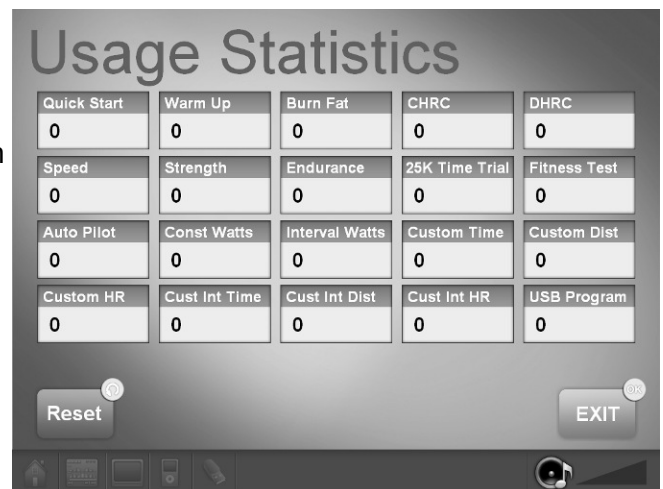 Usage Statistics
Quick Start Warm Up Burn Fat CHRC DHRC
0 0 0 0 0
Speed Strength Endurance 25K Time Trial Fitness Test
0 0 0 0 0
Auto Pilot Const Watts Interval Watts Custom Time Custom Dist
0 0 0 0 0
Custom HR Cust Int Time Cust Int Dist Cust Int HR USB Program
0 0 0 0 0
OK
Reset EXIT